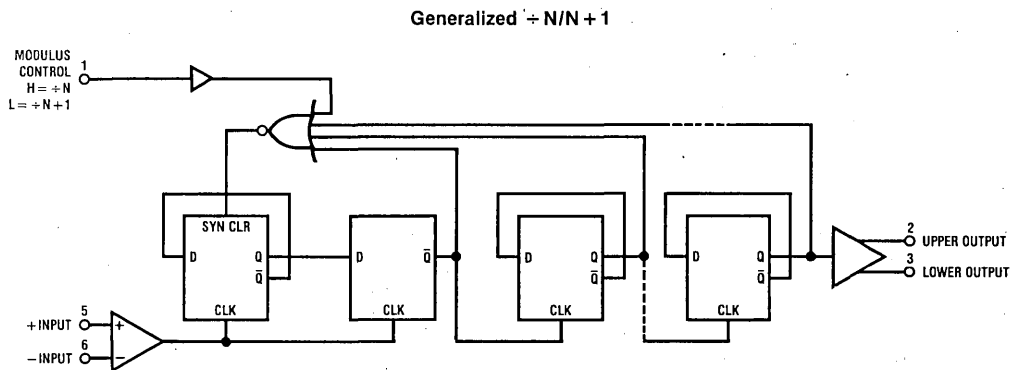 Generalized ÷ N/N + 1
MODULUS
CONTROL
H = ÷N
L = ÷N+1
1
SYN CLR
D
Q
Q̅
CLK
D
Q̅
D
Q
Q̅
CLK
D
Q
Q̅
CLK
2
UPPER OUTPUT
3
LOWER OUTPUT
+ INPUT
5
+
− INPUT
6
−